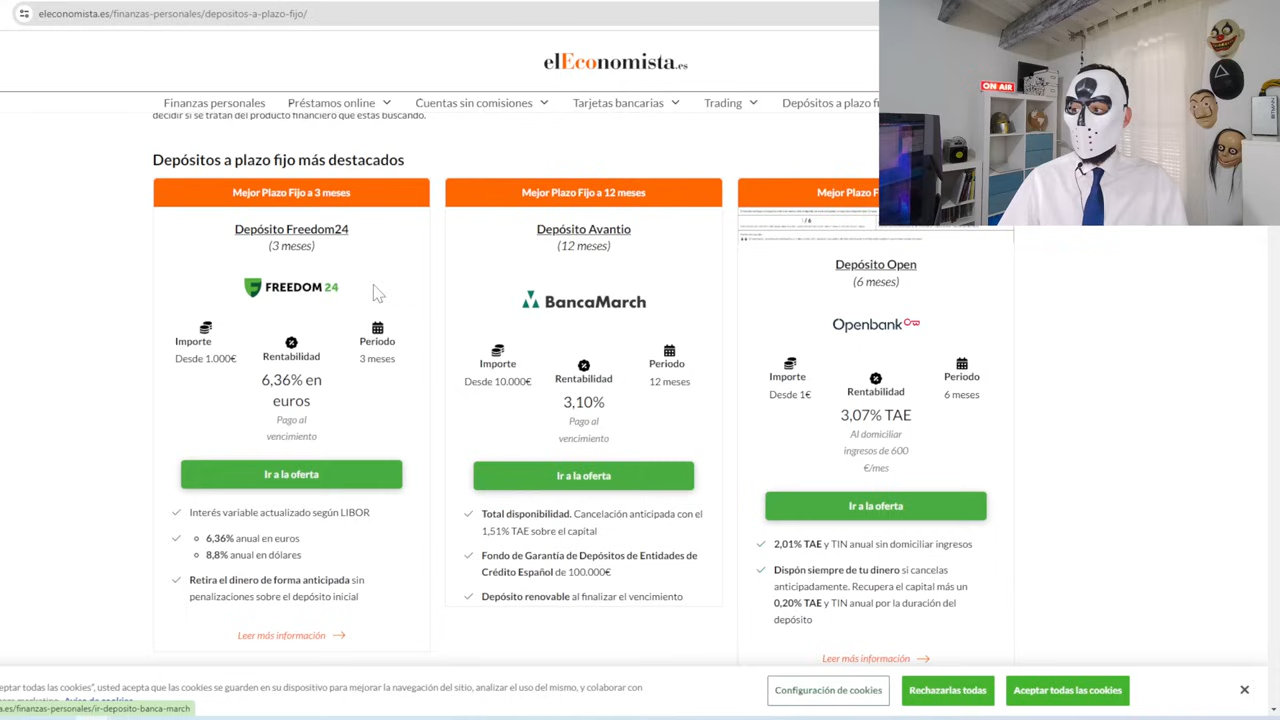 eleconomista.es/finanzas-personales/depositos-a-plazo-fijo/
elEconomista.es
Finanzas personales
Préstamos online
Cuentas sin comisiones
Tarjetas bancarias
Trading
Depósitos a plazo fi
decidir si se tratan del producto financiero que estás buscando.
ON AIR
Depósitos a plazo fijo más destacados
Mejor Plazo Fijo a 3 meses
Depósito Freedom24
(3 meses)
FREEDOM 24
Importe
Desde 1.000€
Rentabilidad
6,36% en
euros
Pago al
vencimiento
Periodo
3 meses
Ir a la oferta
Interés variable actualizado según LIBOR
6,36% anual en euros
8,8% anual en dólares
Retira el dinero de forma anticipada sin
penalizaciones sobre el depósito inicial
Leer más información
Mejor Plazo Fijo a 12 meses
Depósito Avantio
(12 meses)
BancaMarch
Importe
Desde 10.000€
Rentabilidad
3,10%
Pago al
vencimiento
Periodo
12 meses
Ir a la oferta
Total disponibilidad. Cancelación anticipada con el
1,51% TAE sobre el capital
Fondo de Garantía de Depósitos de Entidades de
Crédito Español de 100.000€
Depósito renovable al finalizar el vencimiento
Mejor Plazo F
Depósito Open
(6 meses)
Openbank
Importe
Desde 1€
Rentabilidad
3,07% TAE
Al domiciliar
ingresos de 600
€/mes
Periodo
6 meses
Ir a la oferta
2,01% TAE y TIN anual sin domiciliar ingresos
Dispón siempre de tu dinero si cancelas
anticipadamente. Recupera el capital más un
0,20% TAE y TIN anual por la duración del
depósito
Leer más información
eptar todas las cookies", usted acepta que las cookies se guarden en su dispositivo para mejorar la navegación del sitio, analizar el uso del mismo, y colaborar con
Configuración de cookies
Rechazarlas todas
Aceptar todas las cookies
a.es/finanzas-personales/ir-deposito-banca-march